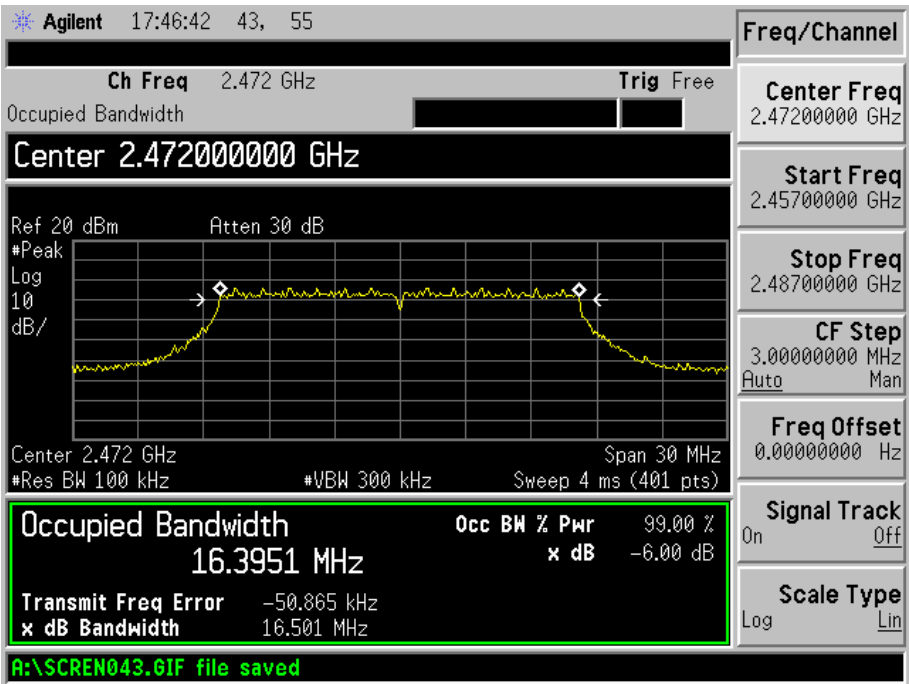 Agilent 17:46:42 43, 55
Ch Freq 2.472 GHz Trig Free
Occupied Bandwidth
Center 2.472000000 GHz
Ref 20 dBm Atten 30 dB
#Peak
Log
10
dB/
Center 2.472 GHz Span 30 MHz
#Res BW 100 kHz #VBW 300 kHz Sweep 4 ms (401 pts)
Occupied Bandwidth Occ BW % Pwr 99.00 %
16.3951 MHz x dB -6.00 dB
Transmit Freq Error -50.865 kHz
x dB Bandwidth 16.501 MHz
A:\SCREN043.GIF file saved
Freq/Channel
Center Freq
2.47200000 GHz
Start Freq
2.45700000 GHz
Stop Freq
2.48700000 GHz
CF Step
3.00000000 MHz
Auto Man
Freq Offset
0.00000000 Hz
Signal Track
On Off
Scale Type
Log Lin